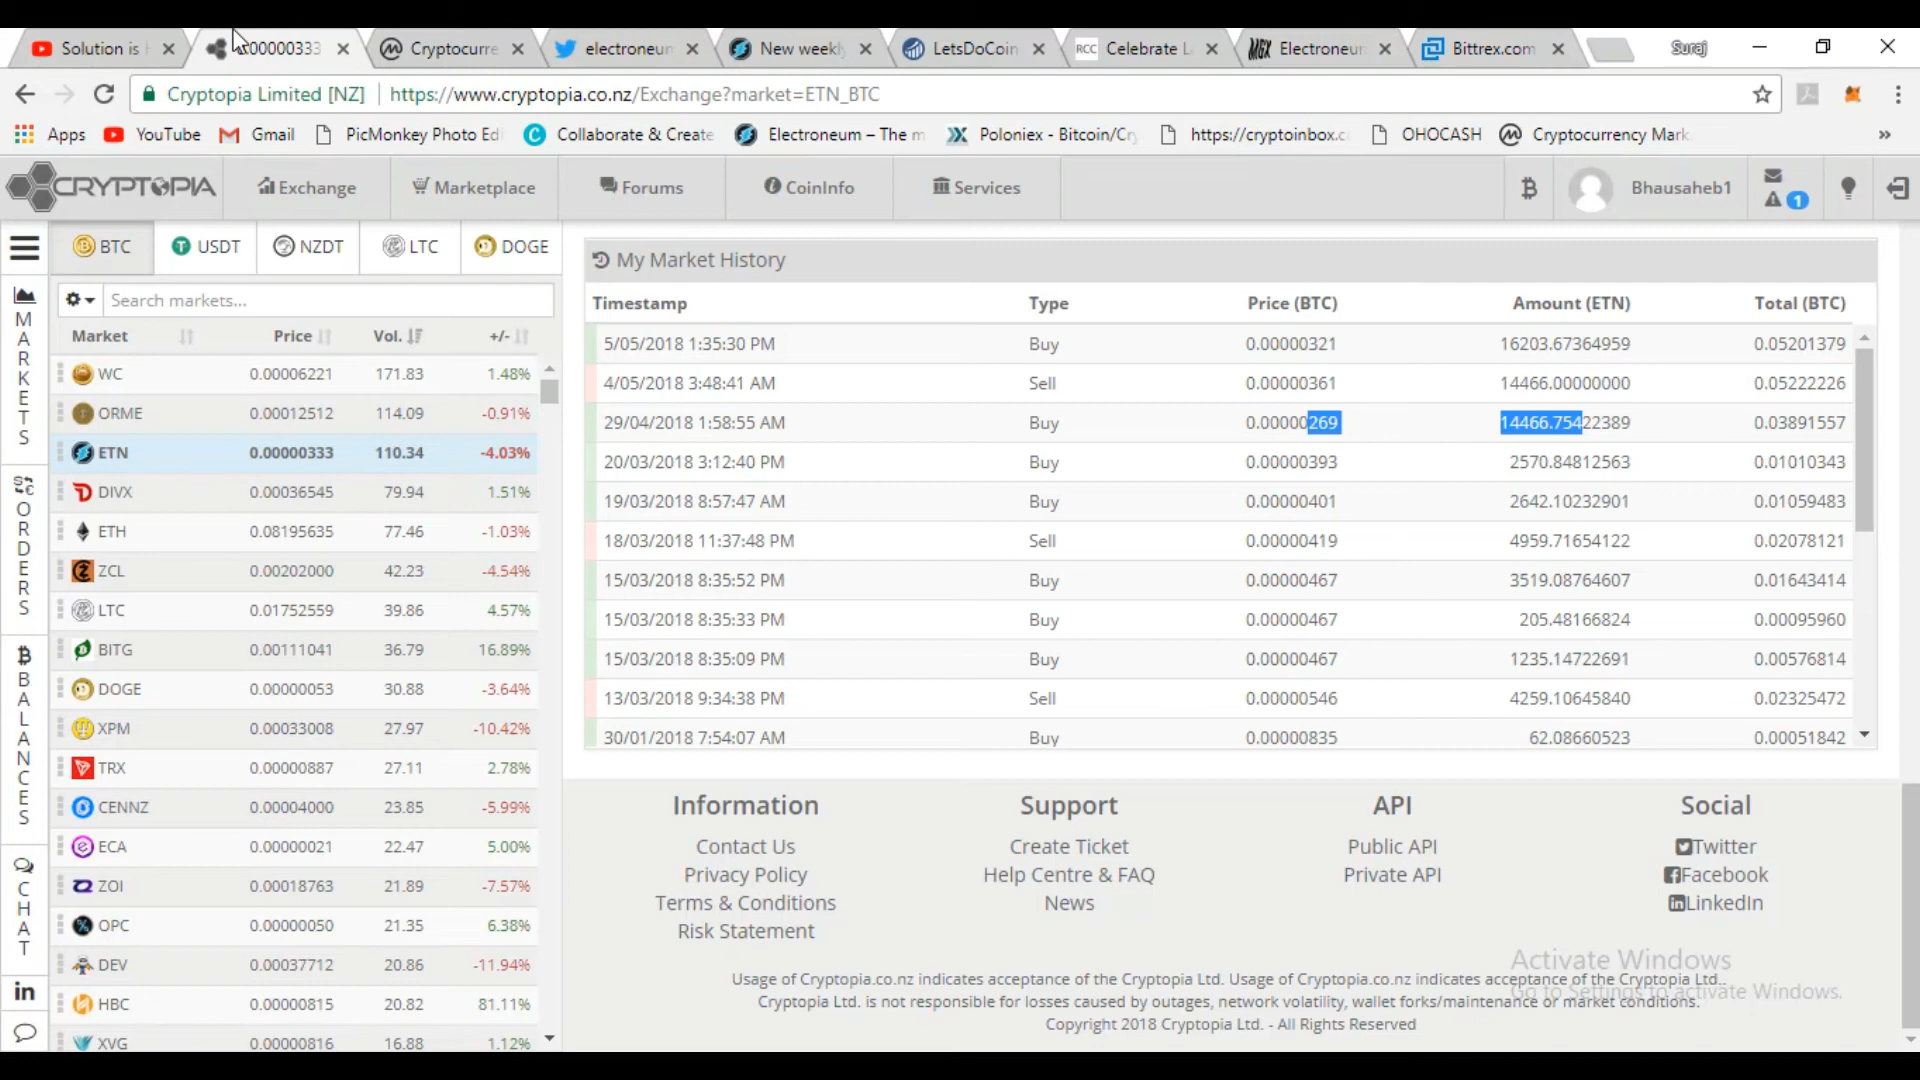 Solution is
00000333
Cryptocurre
electroneum
New weekl
LetsDoCoin
RCC Celebrate L
MGX Electroneum
Bittrex.com
Suraj
Cryptopia Limited [NZ] https://www.cryptopia.co.nz/Exchange?market=ETN_BTC
Apps YouTube Gmail PicMonkey Photo Edi Collaborate & Create Electroneum – The m Poloniex - Bitcoin/Cry https://cryptoinbox.c OHOCASH Cryptocurrency Mark »
CRYPTOPIA Exchange Marketplace Forums CoinInfo Services Bhausaheb1 1
MARKETS
ORDERS
BALANCES
CHAT
in
BTC USDT NZDT LTC DOGE
Search markets...
Market Price Vol. +/-
WC 0.00006221 171.83 1.48%
ORME 0.00012512 114.09 -0.91%
ETN 0.00000333 110.34 -4.03%
DIVX 0.00036545 79.94 1.51%
ETH 0.08195635 77.46 -1.03%
ZCL 0.00202000 42.23 -4.54%
LTC 0.01752559 39.86 4.57%
BITG 0.00111041 36.79 16.89%
DOGE 0.00000053 30.88 -3.64%
XPM 0.00033008 27.97 -10.42%
TRX 0.00000887 27.11 2.78%
CENNZ 0.00004000 23.85 -5.99%
ECA 0.00000021 22.47 5.00%
ZOI 0.00018763 21.89 -7.57%
OPC 0.00000050 21.35 6.38%
DEV 0.00037712 20.86 -11.94%
HBC 0.00000815 20.82 81.11%
XVG 0.00000816 16.88 1.12%
My Market History
Timestamp Type Price (BTC) Amount (ETN) Total (BTC)
5/05/2018 1:35:30 PM Buy 0.00000321 16203.67364959 0.05201379
4/05/2018 3:48:41 AM Sell 0.00000361 14466.00000000 0.05222226
29/04/2018 1:58:55 AM Buy 0.00000269 14466.75422389 0.03891557
20/03/2018 3:12:40 PM Buy 0.00000393 2570.84812563 0.01010343
19/03/2018 8:57:47 AM Buy 0.00000401 2642.10232901 0.01059483
18/03/2018 11:37:48 PM Sell 0.00000419 4959.71654122 0.02078121
15/03/2018 8:35:52 PM Buy 0.00000467 3519.08764607 0.01643414
15/03/2018 8:35:33 PM Buy 0.00000467 205.48166824 0.00095960
15/03/2018 8:35:09 PM Buy 0.00000467 1235.14722691 0.00576814
13/03/2018 9:34:38 PM Sell 0.00000546 4259.10645840 0.02325472
30/01/2018 7:54:07 AM Buy 0.00000835 62.08660523 0.00051842
Information
Contact Us
Privacy Policy
Terms & Conditions
Risk Statement
Support
Create Ticket
Help Centre & FAQ
News
API
Public API
Private API
Social
Twitter
Facebook
LinkedIn
Activate Windows
Go to Settings to activate Windows.
Usage of Cryptopia.co.nz indicates acceptance of the Cryptopia Ltd. Usage of Cryptopia.co.nz indicates acceptance of the Cryptopia Ltd..
Cryptopia Ltd. is not responsible for losses caused by outages, network volatility, wallet forks/maintenance or market conditions.
Copyright 2018 Cryptopia Ltd. - All Rights Reserved